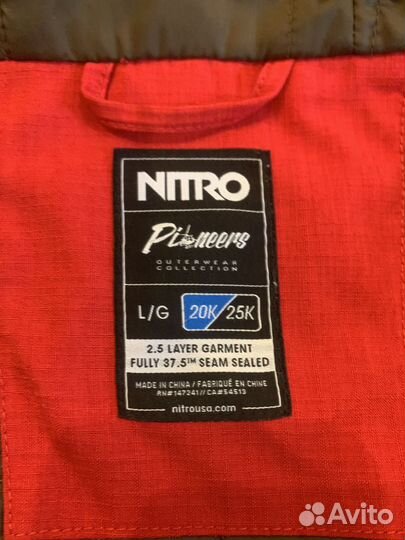 NITRO
Pioneers
OUTERWEAR
COLLECTION
L/G 20K/25K
2.5 LAYER GARMENT
FULLY 37.5™ SEAM SEALED
MADE IN CHINA / FABRIQUÉ EN CHINE
RN#147241//CA#54513
nitrousa.com
Avito